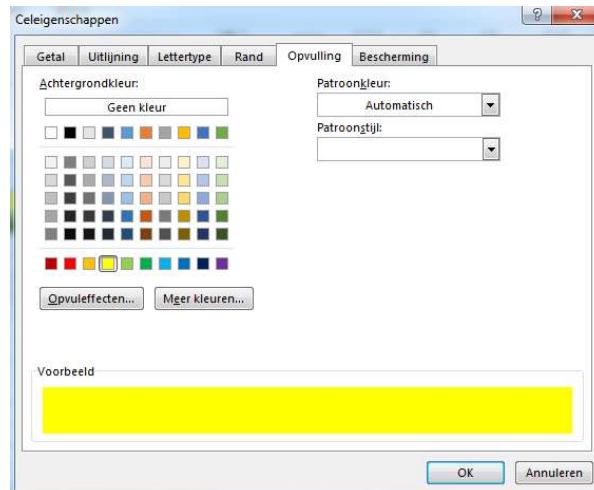 Celeigenschappen
Getal Uitlijning Lettertype Rand Opvulling Bescherming
Achtergrondkleur:
Geen kleur
Patroonkleur:
Automatisch
Patroonstijl:
Opvuleffecten... Meer kleuren...
Voorbeeld
OK Annuleren